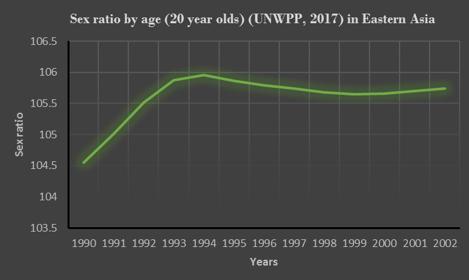 Sex ratio by age (20 year olds) (UNWPP, 2017) in Eastern Asia
106.5
106
105.5
105
104.5
104
103.5
Sex ratio
1990 1991 1992 1993 1994 1995 1996 1997 1998 1999 2000 2001 2002
Years